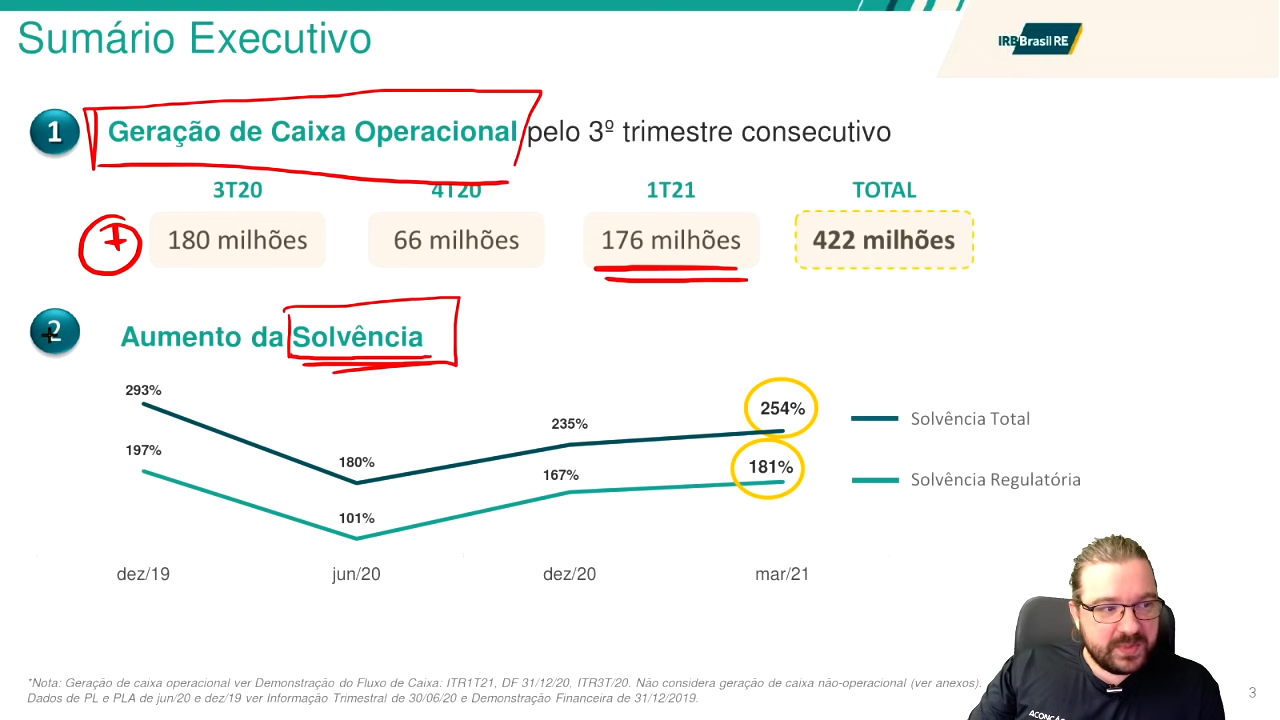 Sumário Executivo
IRB Brasil RE
1
Geração de Caixa Operacional pelo 3º trimestre consecutivo
3T20 4T20 1T21 TOTAL
+ 180 milhões 66 milhões 176 milhões 422 milhões
2
Aumento da Solvência
293%
197%
180%
101%
235%
167%
254%
181%
Solvência Total
Solvência Regulatória
dez/19 jun/20 dez/20 mar/21
*Nota: Geração de caixa operacional ver Demonstração do Fluxo de Caixa: ITR1T21, DF 31/12/20, ITR3T/20. Não considera geração de caixa não-operacional (ver anexos).
Dados de PL e PLA de jun/20 e dez/19 ver Informação Trimestral de 30/06/20 e Demonstração Financeira de 31/12/2019.
3